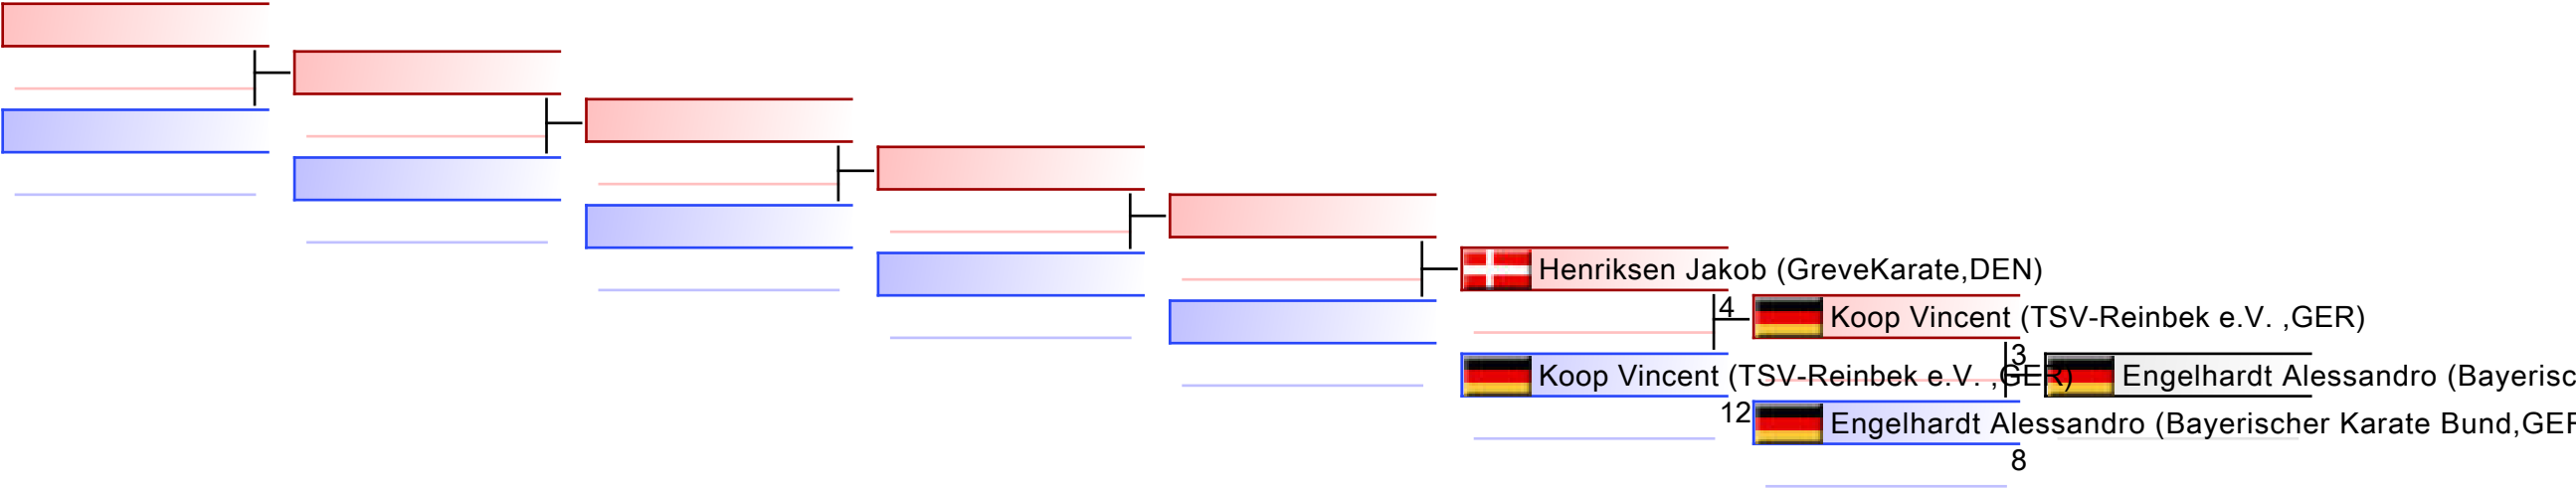 Henriksen Jakob (GreveKarate,DEN)
4
Koop Vincent (TSV-Reinbek e.V. ,GER)
3
Koop Vincent (TSV-Reinbek e.V. ,GER)
Engelhardt Alessandro (Bayerisc
12
Engelhardt Alessandro (Bayerischer Karate Bund,GER
8